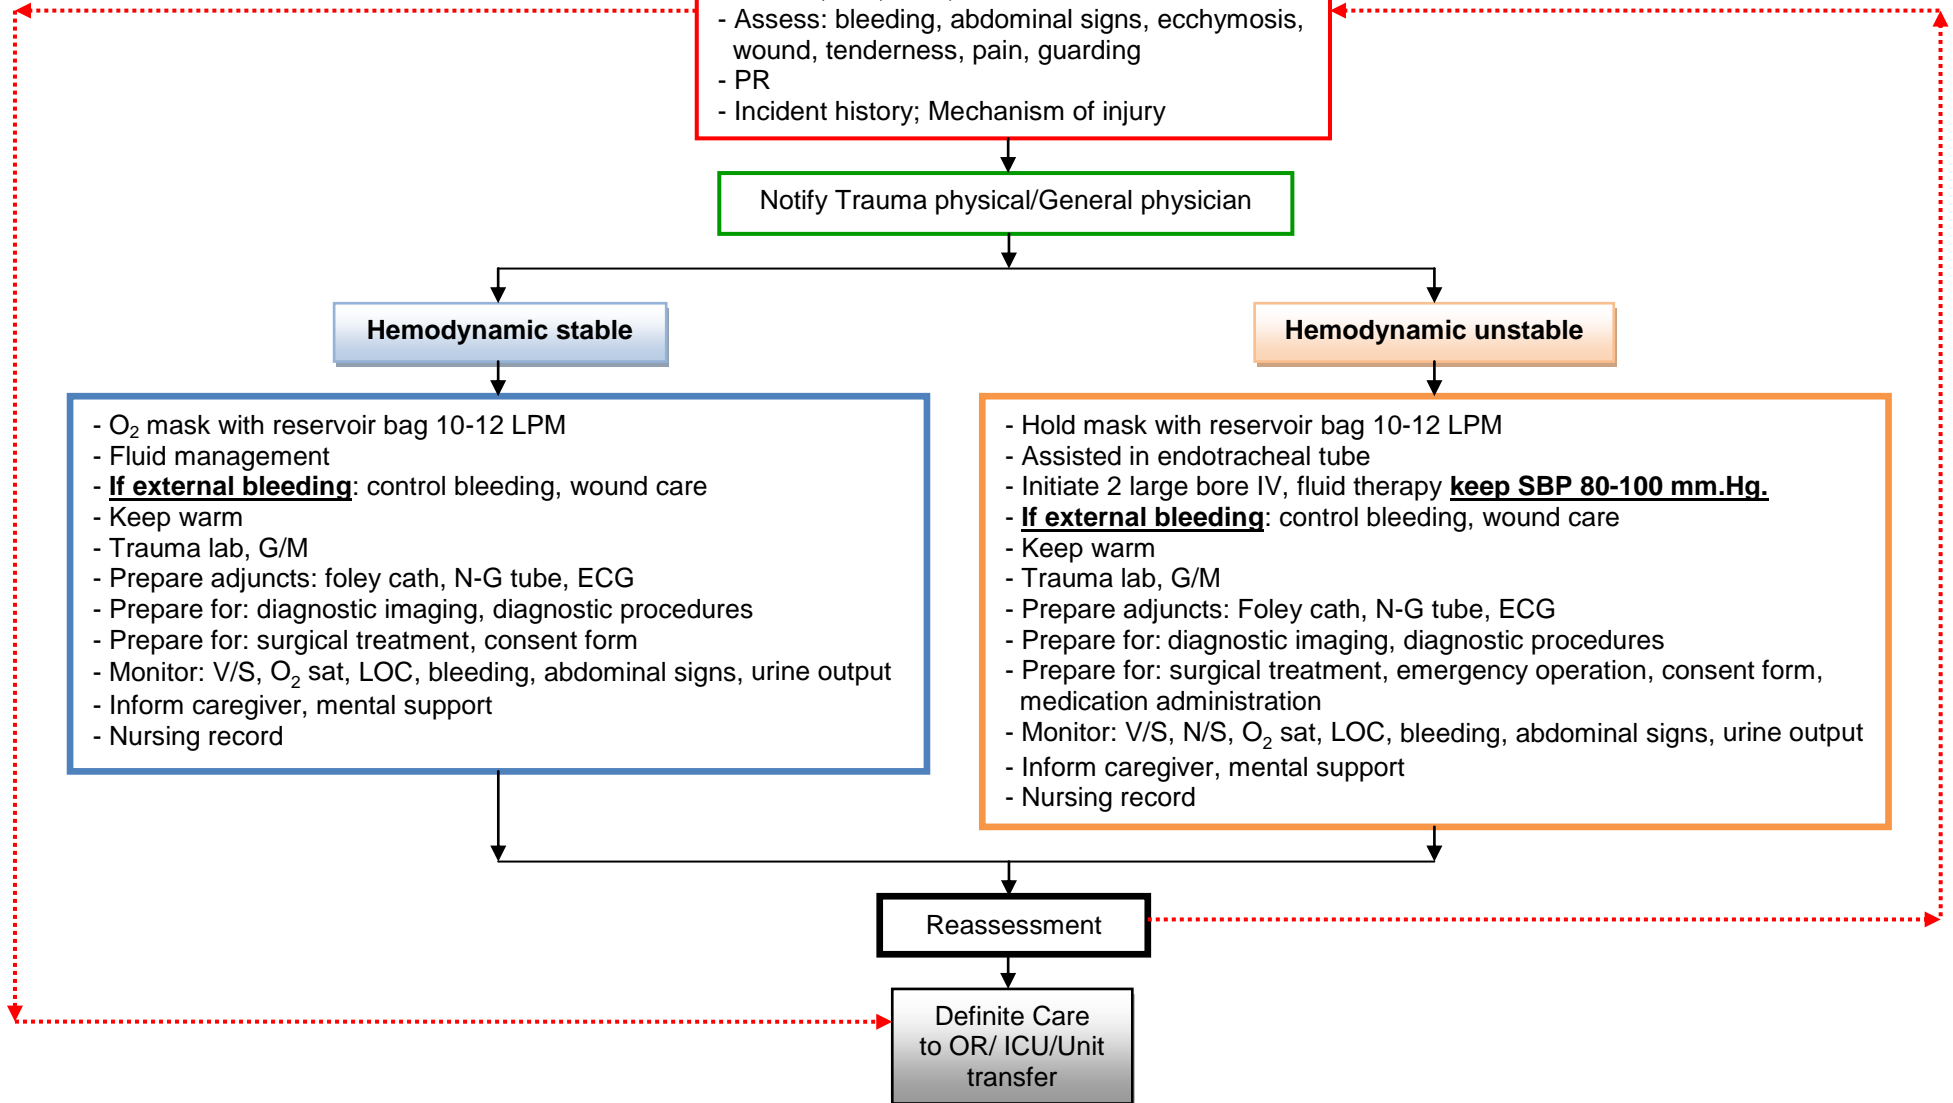 - Assess: bleeding, abdominal signs, ecchymosis,
wound, tenderness, pain, guarding
- PR
- Incident history; Mechanism of injury
Notify Trauma physical/General physician
Hemodynamic stable
- O2 mask with reservoir bag 10-12 LPM
- Fluid management
- If external bleeding: control bleeding, wound care
- Keep warm
- Trauma lab, G/M
- Prepare adjuncts: foley cath, N-G tube, ECG
- Prepare for: diagnostic imaging, diagnostic procedures
- Prepare for: surgical treatment, consent form
- Monitor: V/S, O2 sat, LOC, bleeding, abdominal signs, urine output
- Inform caregiver, mental support
- Nursing record
Hemodynamic unstable
- Hold mask with reservoir bag 10-12 LPM
- Assisted in endotracheal tube
- Initiate 2 large bore IV, fluid therapy keep SBP 80-100 mm.Hg.
- If external bleeding: control bleeding, wound care
- Keep warm
- Trauma lab, G/M
- Prepare adjuncts: Foley cath, N-G tube, ECG
- Prepare for: diagnostic imaging, diagnostic procedures
- Prepare for: surgical treatment, emergency operation, consent form,
medication administration
- Monitor: V/S, N/S, O2 sat, LOC, bleeding, abdominal signs, urine output
- Inform caregiver, mental support
- Nursing record
Reassessment
Definite Care
to OR/ ICU/Unit
transfer